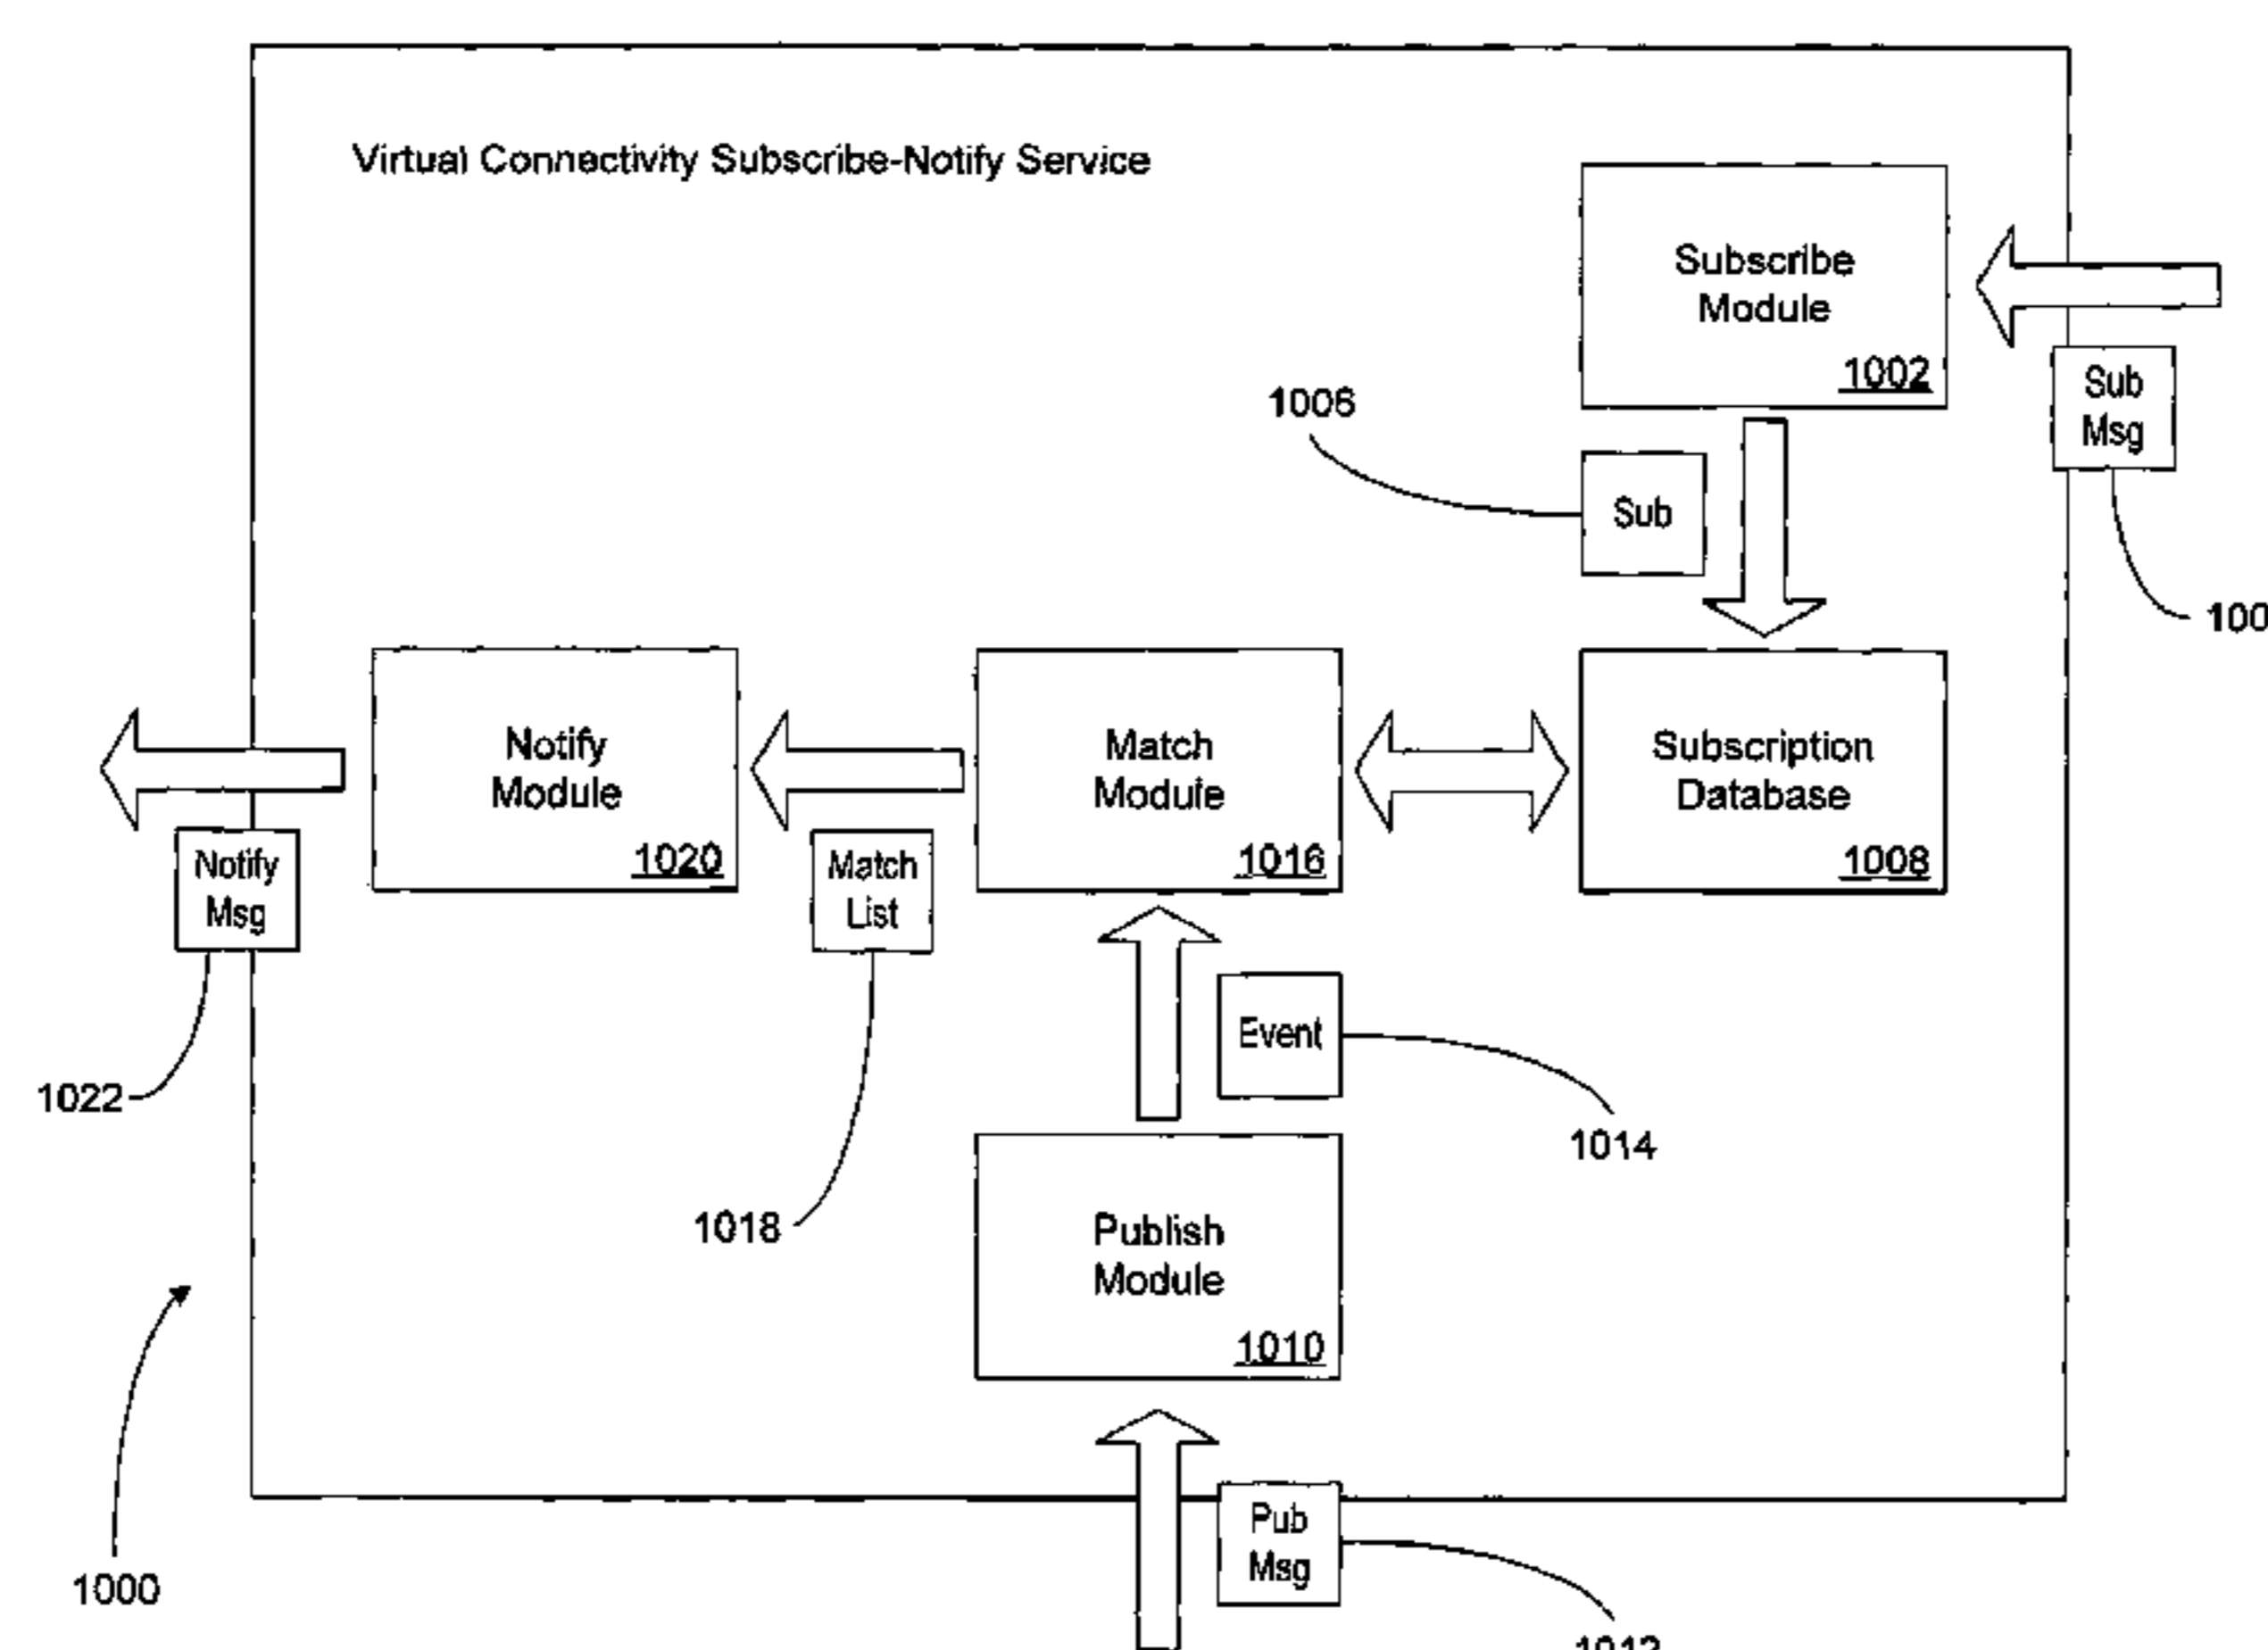 Virtual Connectivity Subscribe-Notify Service
Subscribe
Module
1002
Sub
Msg
1006
Sub
100
Notify
Module
1020
Match
Module
1016
Subscription
Database
1008
Notify
Msg
Match
List
Event
1022
1014
1018
Publish
Module
1010
Pub
Msg
1000